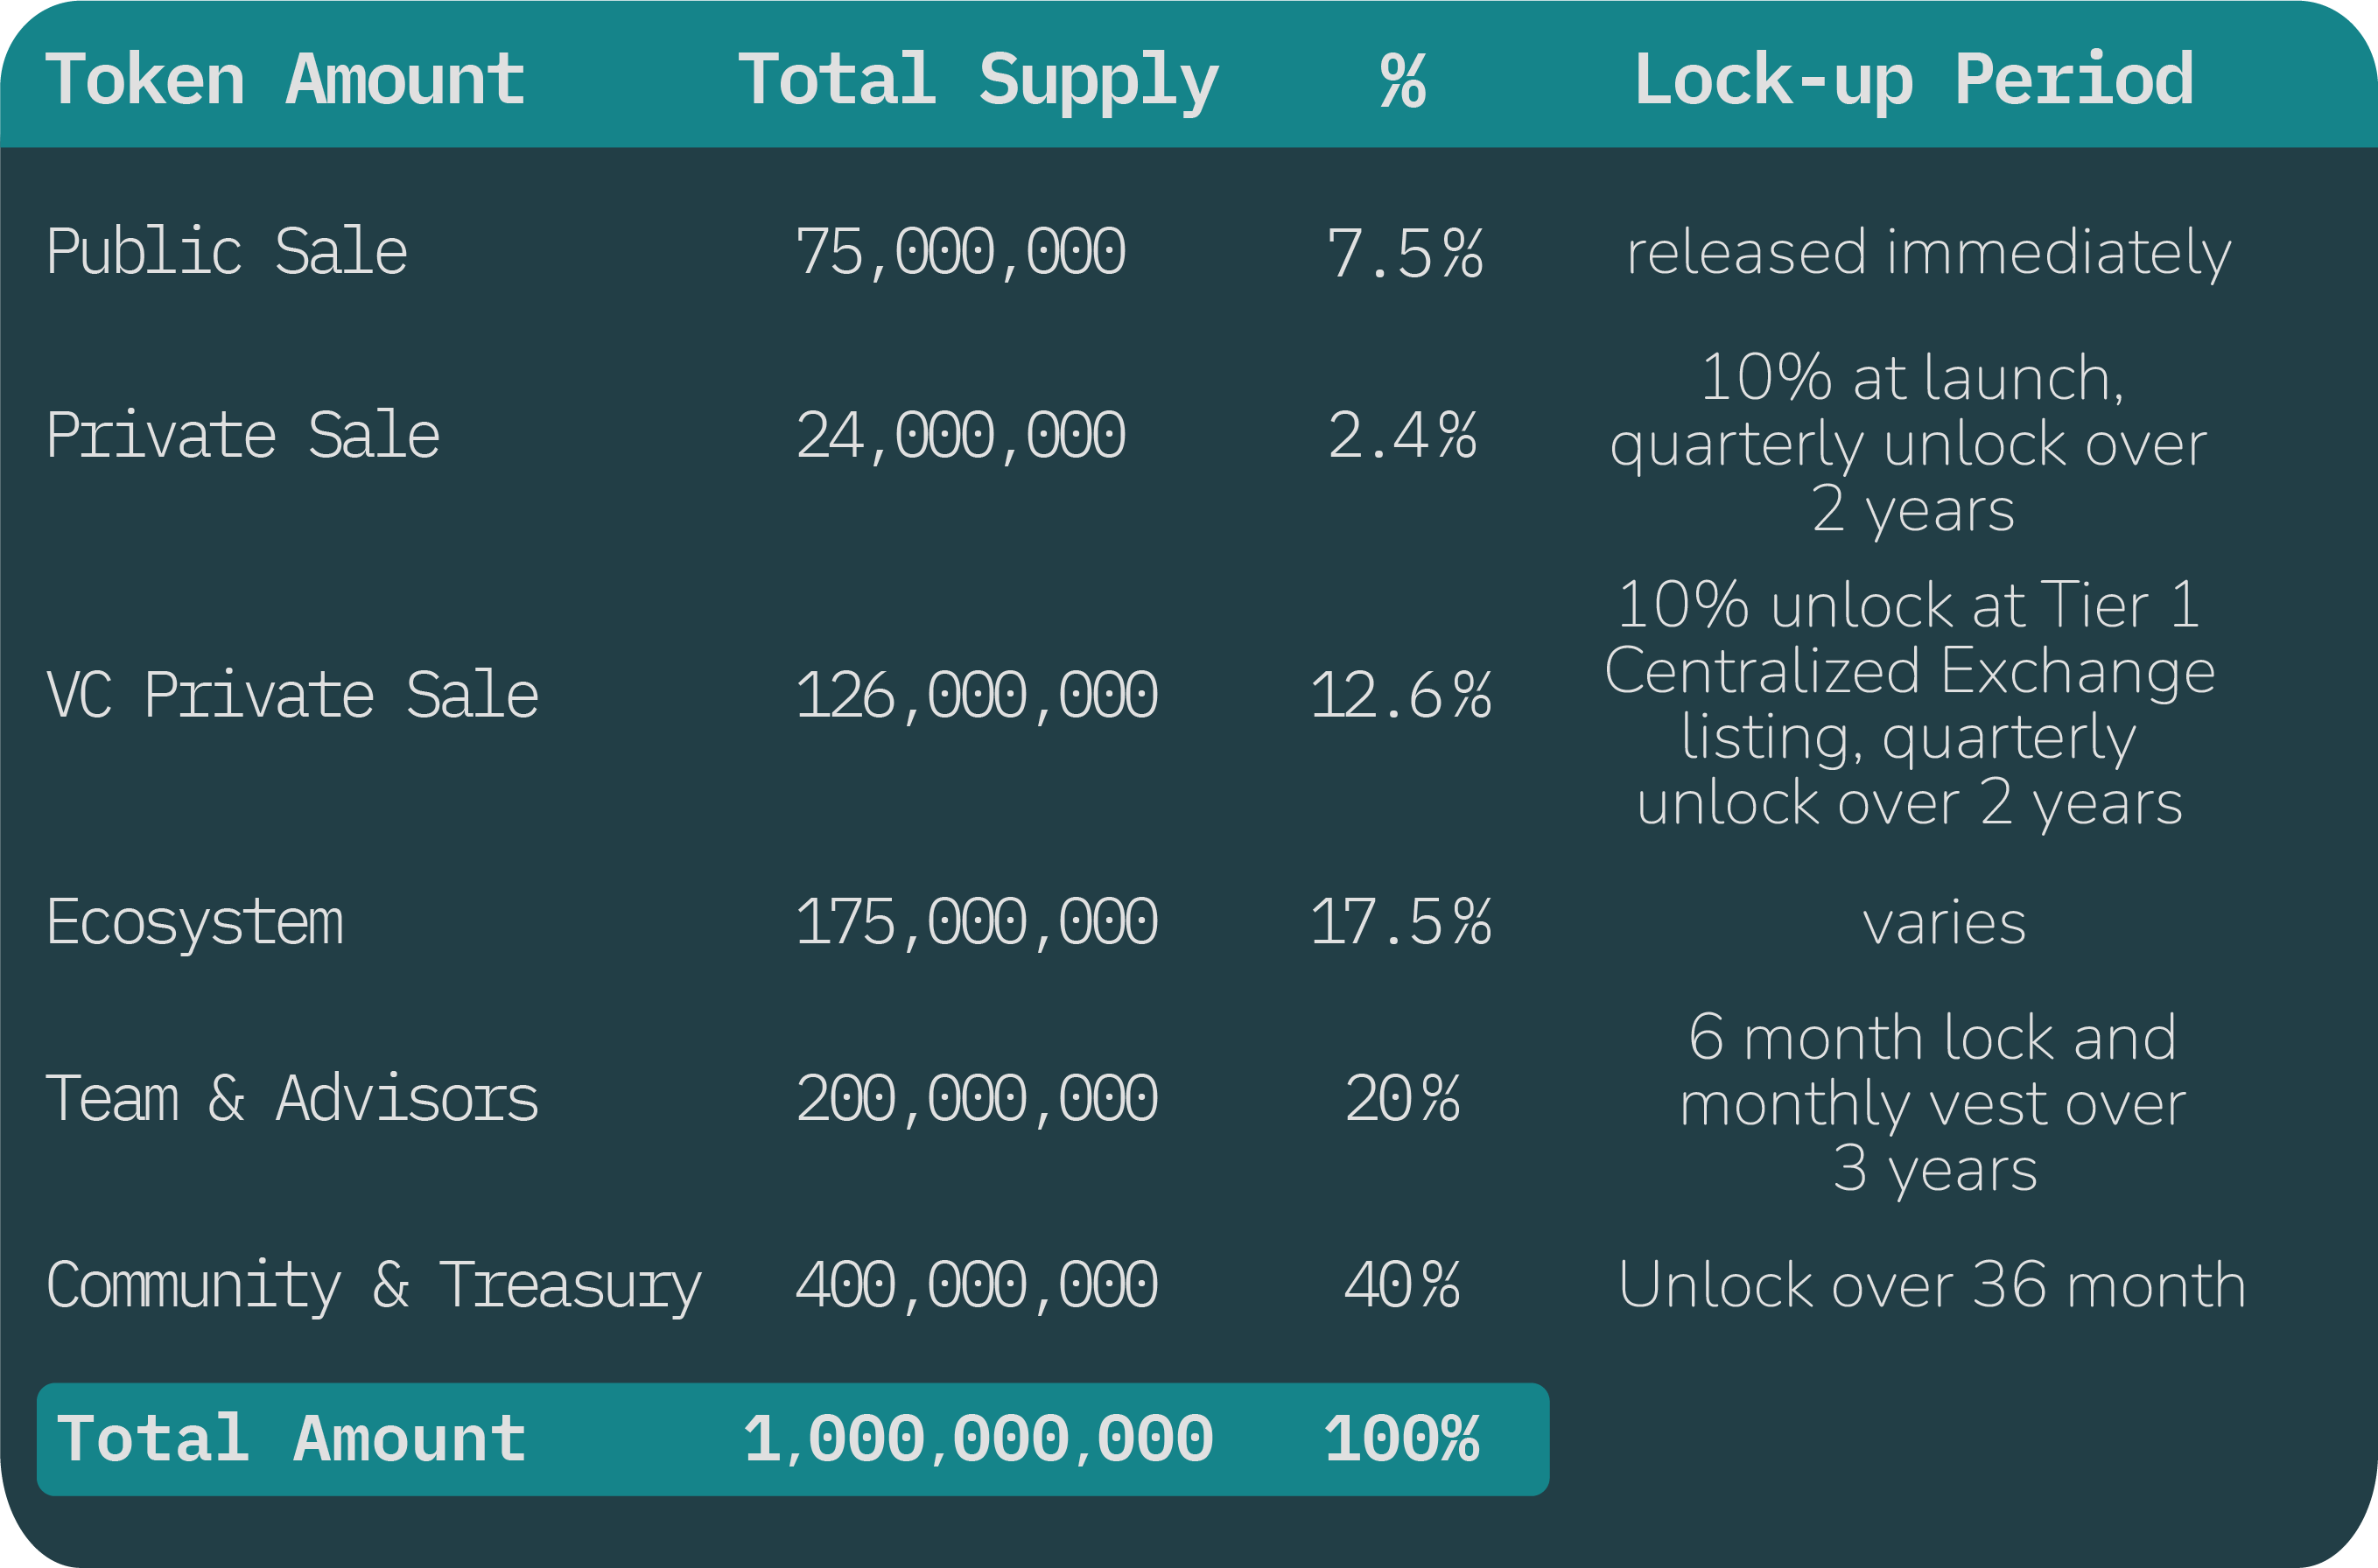 Token Amount Total Supply % Lock-up Period
Public Sale 75,000,000 7.5% released immediately
Private Sale 24,000,000 2.4% 10% at launch,
quarterly unlock over
2 years
VC Private Sale 126,000,000 12.6% 10% unlock at Tier 1
Centralized Exchange
listing, quarterly
unlock over 2 years
Ecosystem 175,000,000 17.5% varies
Team & Advisors 200,000,000 20% 6 month lock and
monthly vest over
3 years
Community & Treasury 400,000,000 40% Unlock over 36 month
Total Amount 1,000,000,000 100%